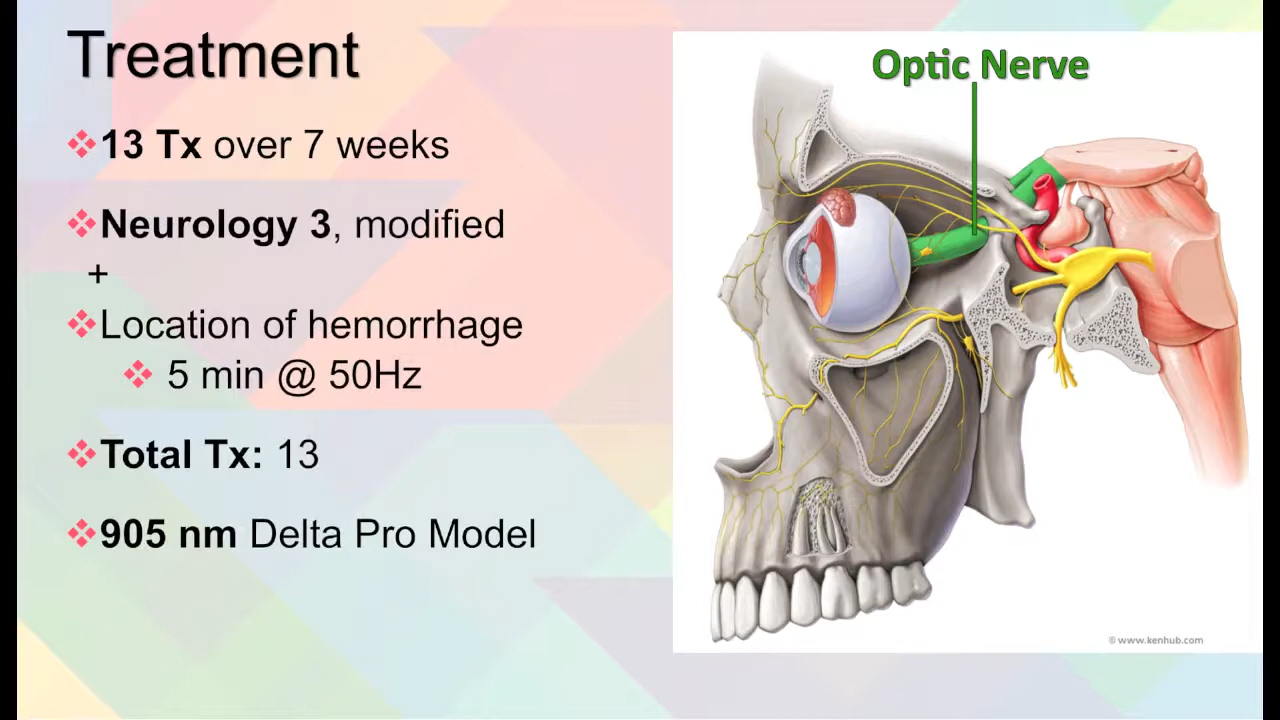 Treatment
13 Tx over 7 weeks
Neurology 3, modified
+
Location of hemorrhage
5 min @ 50Hz
Total Tx: 13
905 nm Delta Pro Model
Optic Nerve
© www.kenhub.com